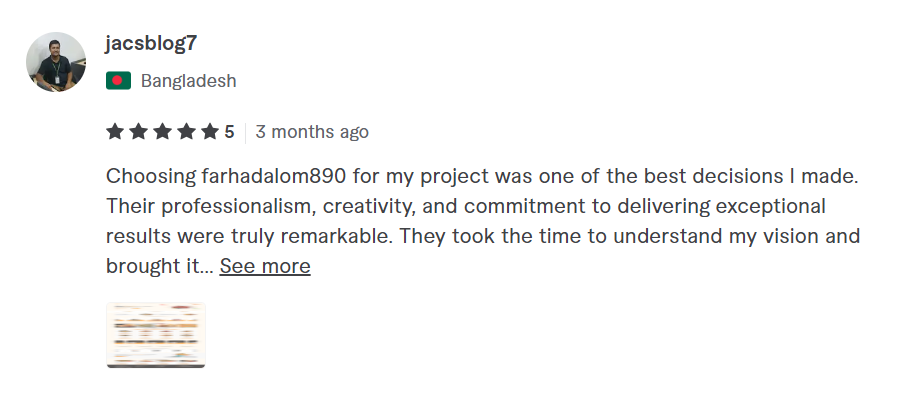 jacsblog7
Bangladesh
5 3 months ago
Choosing farhadalom890 for my project was one of the best decisions I made.
Their professionalism, creativity, and commitment to delivering exceptional
results were truly remarkable. They took the time to understand my vision and
brought it... See more